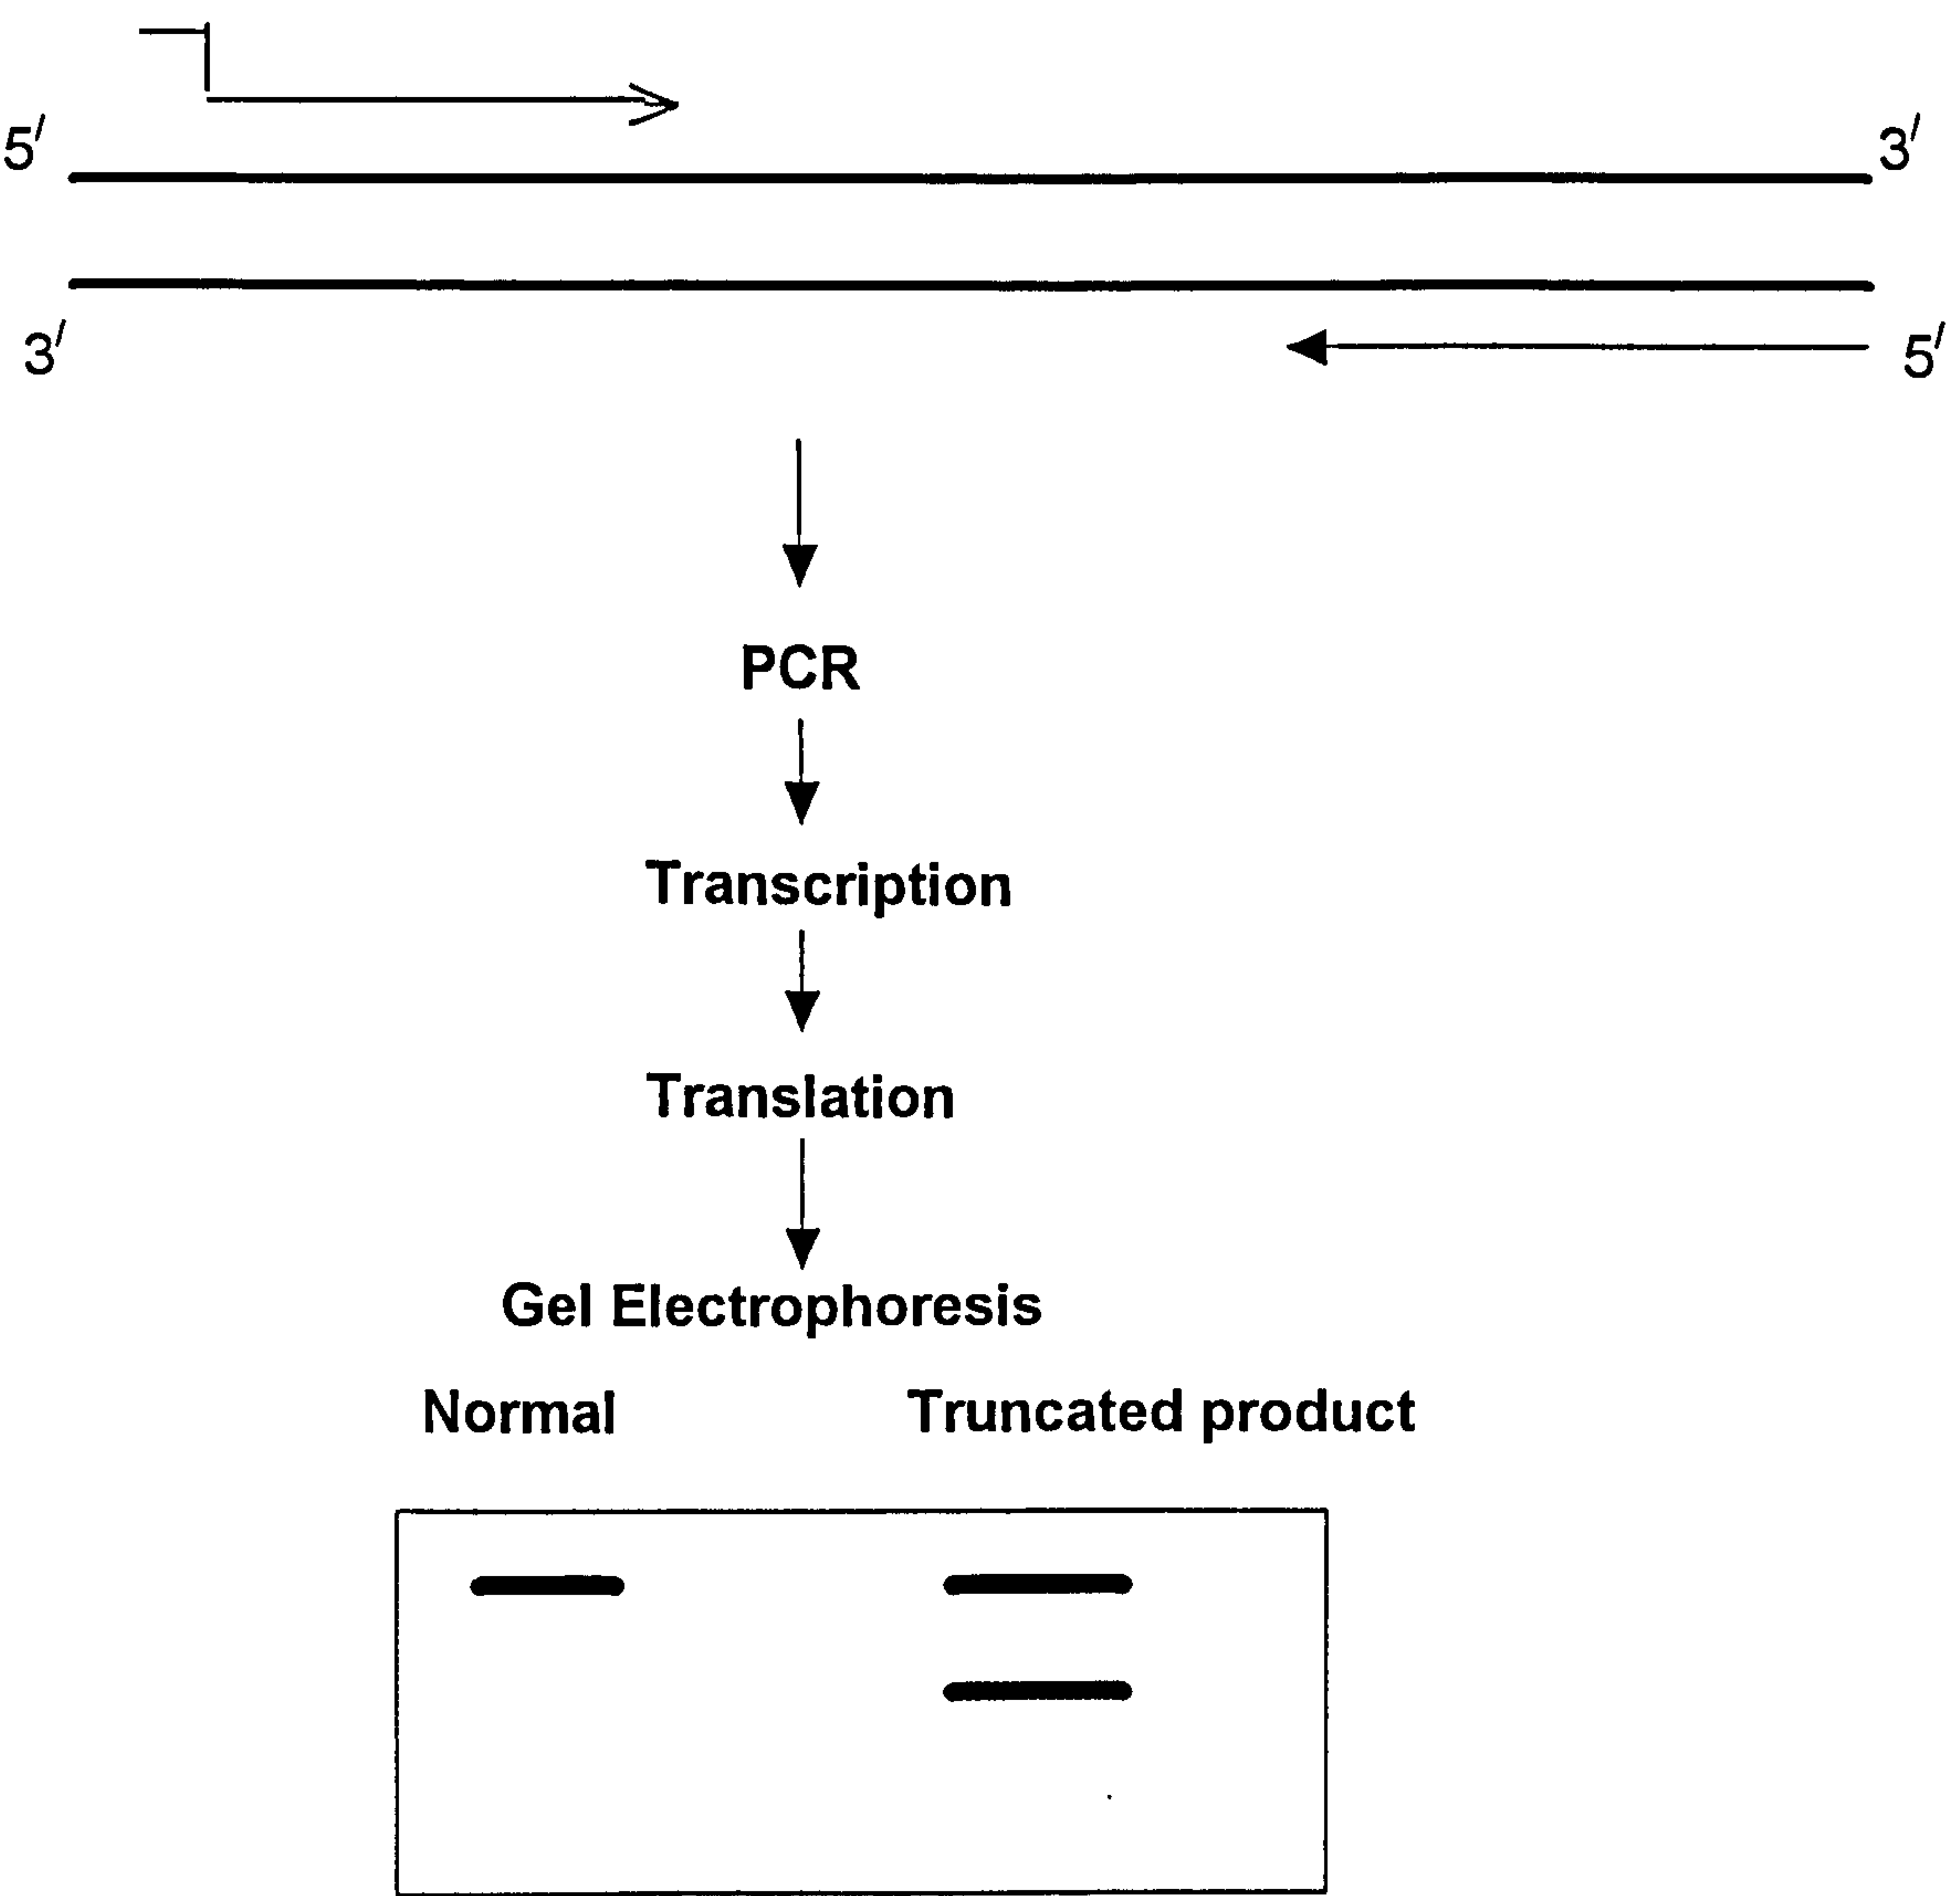 5' 3'
3' 5'
PCR
Transcription
Translation
Gel Electrophoresis
Normal Truncated product